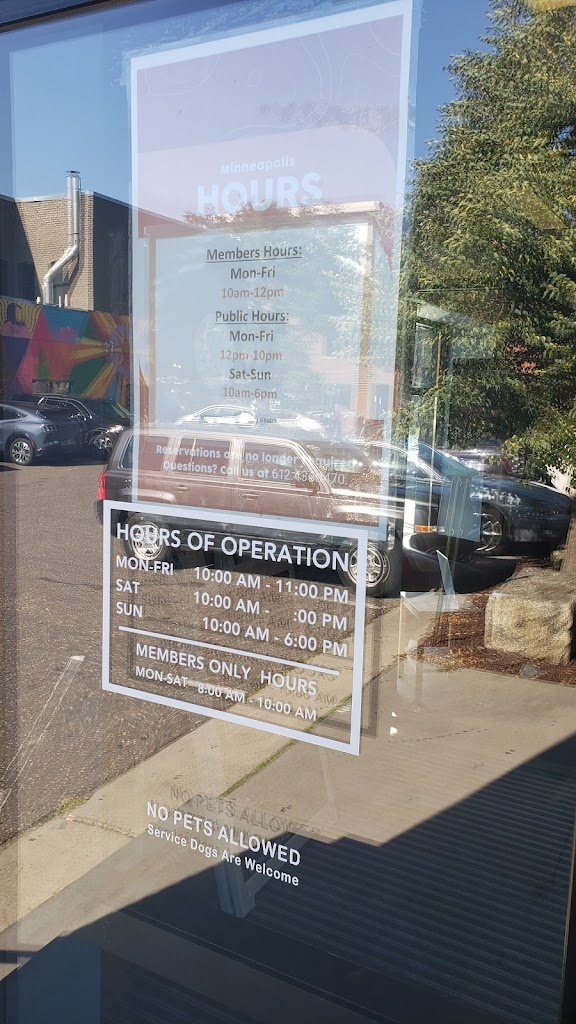 Minneapolis
HOURS
Members Hours:
Mon-Fri
10am-12pm
Public Hours:
Mon-Fri
12pm-10pm
Sat-Sun
10am-6pm
Reservations are no longer required
Questions? Call us at
HOURS OF OPERATION
MON-FRI 10:00 AM - 11:00 PM
SAT 10:00 AM - :00 PM
SUN 10:00 AM - 6:00 PM
MEMBERS ONLY HOURS
MON-SAT 8:00 AM - 10:00 AM
NO PETS ALLOWED
Service Dogs Are Welcome